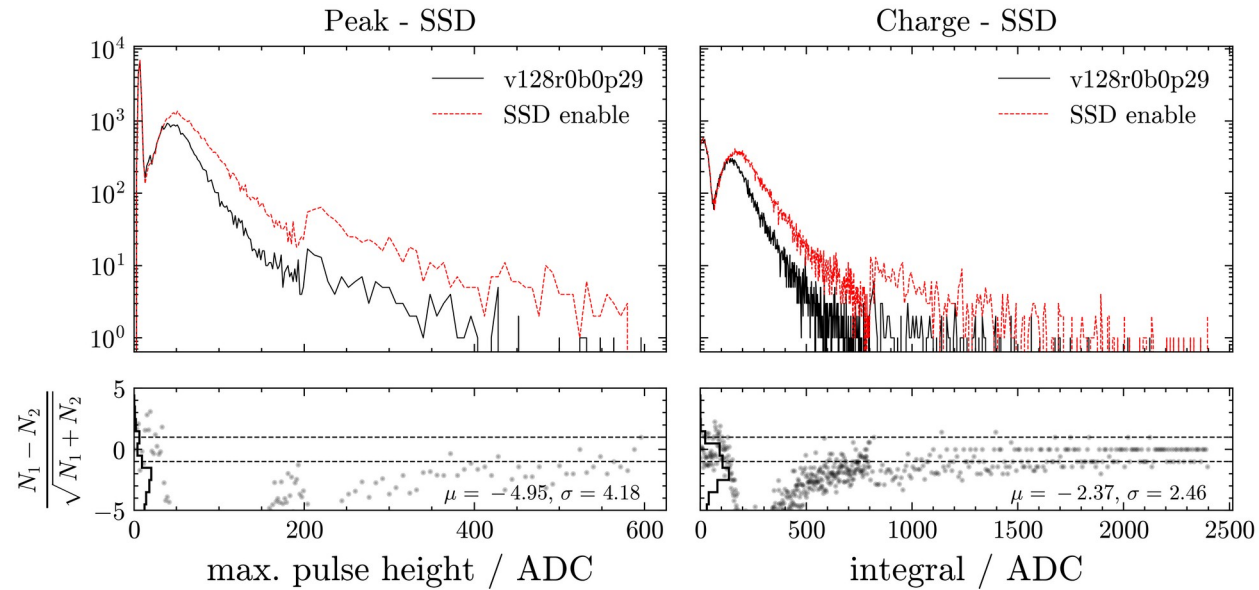 Peak - SSD
Charge - SSD
10^4
10^3
10^2
10^1
10^0
v128r0b0p29
SSD enable
v128r0b0p29
SSD enable
N_1 − N_2
√N_1 + N_2
5
0
−5
μ = −4.95, σ = 4.18
μ = −2.37, σ = 2.46
0 200 400 600
0 500 1000 1500 2000 2500
max. pulse height / ADC
integral / ADC